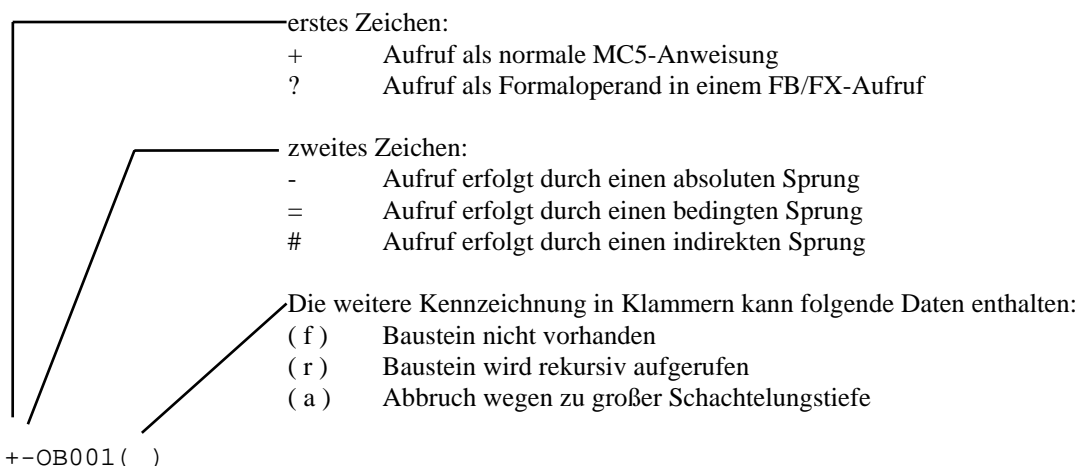 erstes Zeichen:
+ Aufruf als normale MC5-Anweisung
? Aufruf als Formaloperand in einem FB/FX-Aufruf
zweites Zeichen:
- Aufruf erfolgt durch einen absoluten Sprung
= Aufruf erfolgt durch einen bedingten Sprung
# Aufruf erfolgt durch einen indirekten Sprung
Die weitere Kennzeichnung in Klammern kann folgende Daten enthalten:
( f ) Baustein nicht vorhanden
( r ) Baustein wird rekursiv aufgerufen
( a ) Abbruch wegen zu großer Schachtelungstiefe
+-OB001( )